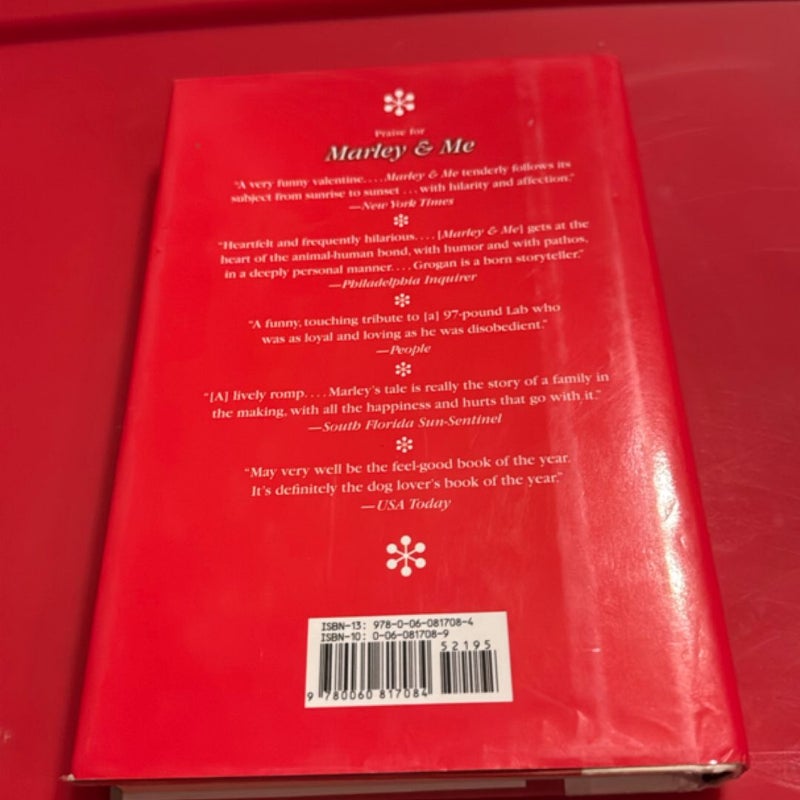 Praise for
Marley & Me
"A very funny valentine....Marley & Me tenderly follows its
subject from sunrise to sunset ... with hilarity and affection."
—New York Times
"Heartfelt and frequently hilarious.... [Marley & Me] gets at the
heart of the animal-human bond, with humor and with pathos,
in a deeply personal manner.... Grogan is a born storyteller."
—Philadelphia Inquirer
"A funny, touching tribute to [a] 97-pound Lab who
was as loyal and loving as he was disobedient."
—People
"[A] lively romp.... Marley's tale is really the story of a family in
the making, with all the happiness and hurts that go with it."
—South Florida Sun-Sentinel
"May very well be the feel-good book of the year.
It's definitely the dog lover's book of the year."
—USA Today
ISBN-13: 978-0-06-081708-4
ISBN-10: 0-06-081708-9
52195
9 780060 817084